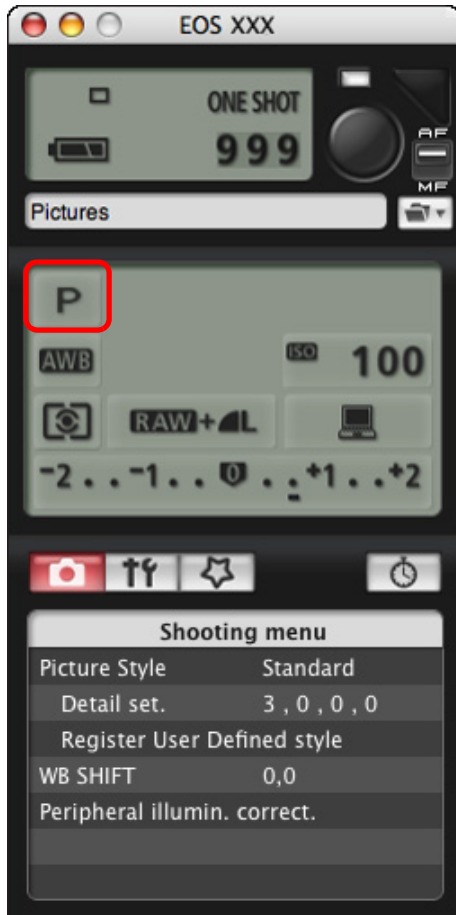 EOS XXX
ONE SHOT
999
AF
MF
Pictures
P
AWB
ISO 100
RAW+L
-2..-1..0..+1..+2
Shooting menu
Picture Style Standard
Detail set. 3 , 0 , 0 , 0
Register User Defined style
WB SHIFT 0,0
Peripheral illumin. correct.